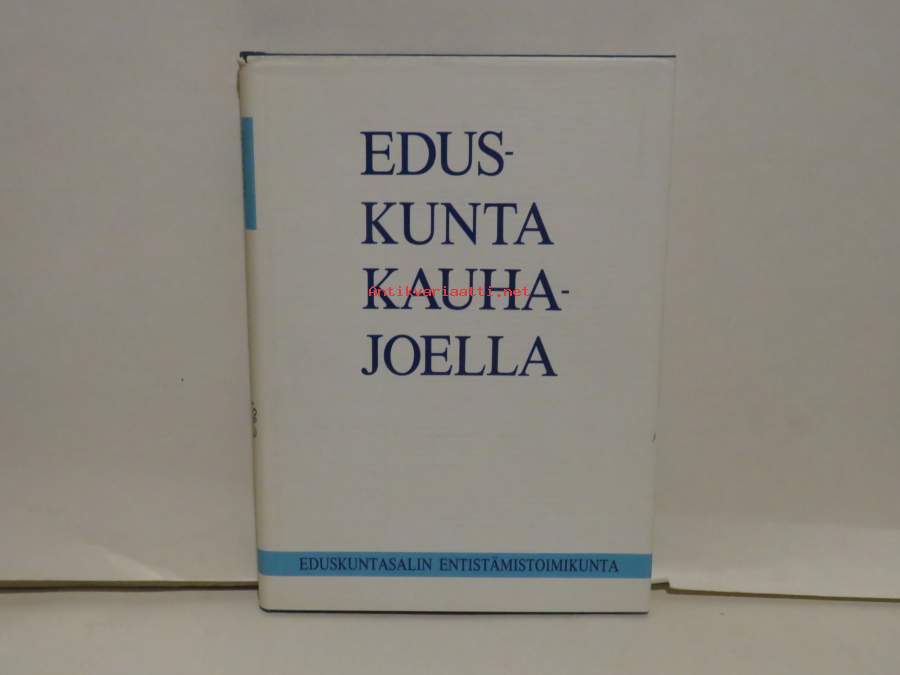 EDUS-
KUNTA
KAUHA-
Antikvariaatti.net
JOELLA
EDUSKUNTASALIN ENTISTÄMISTOIMIKUNTA